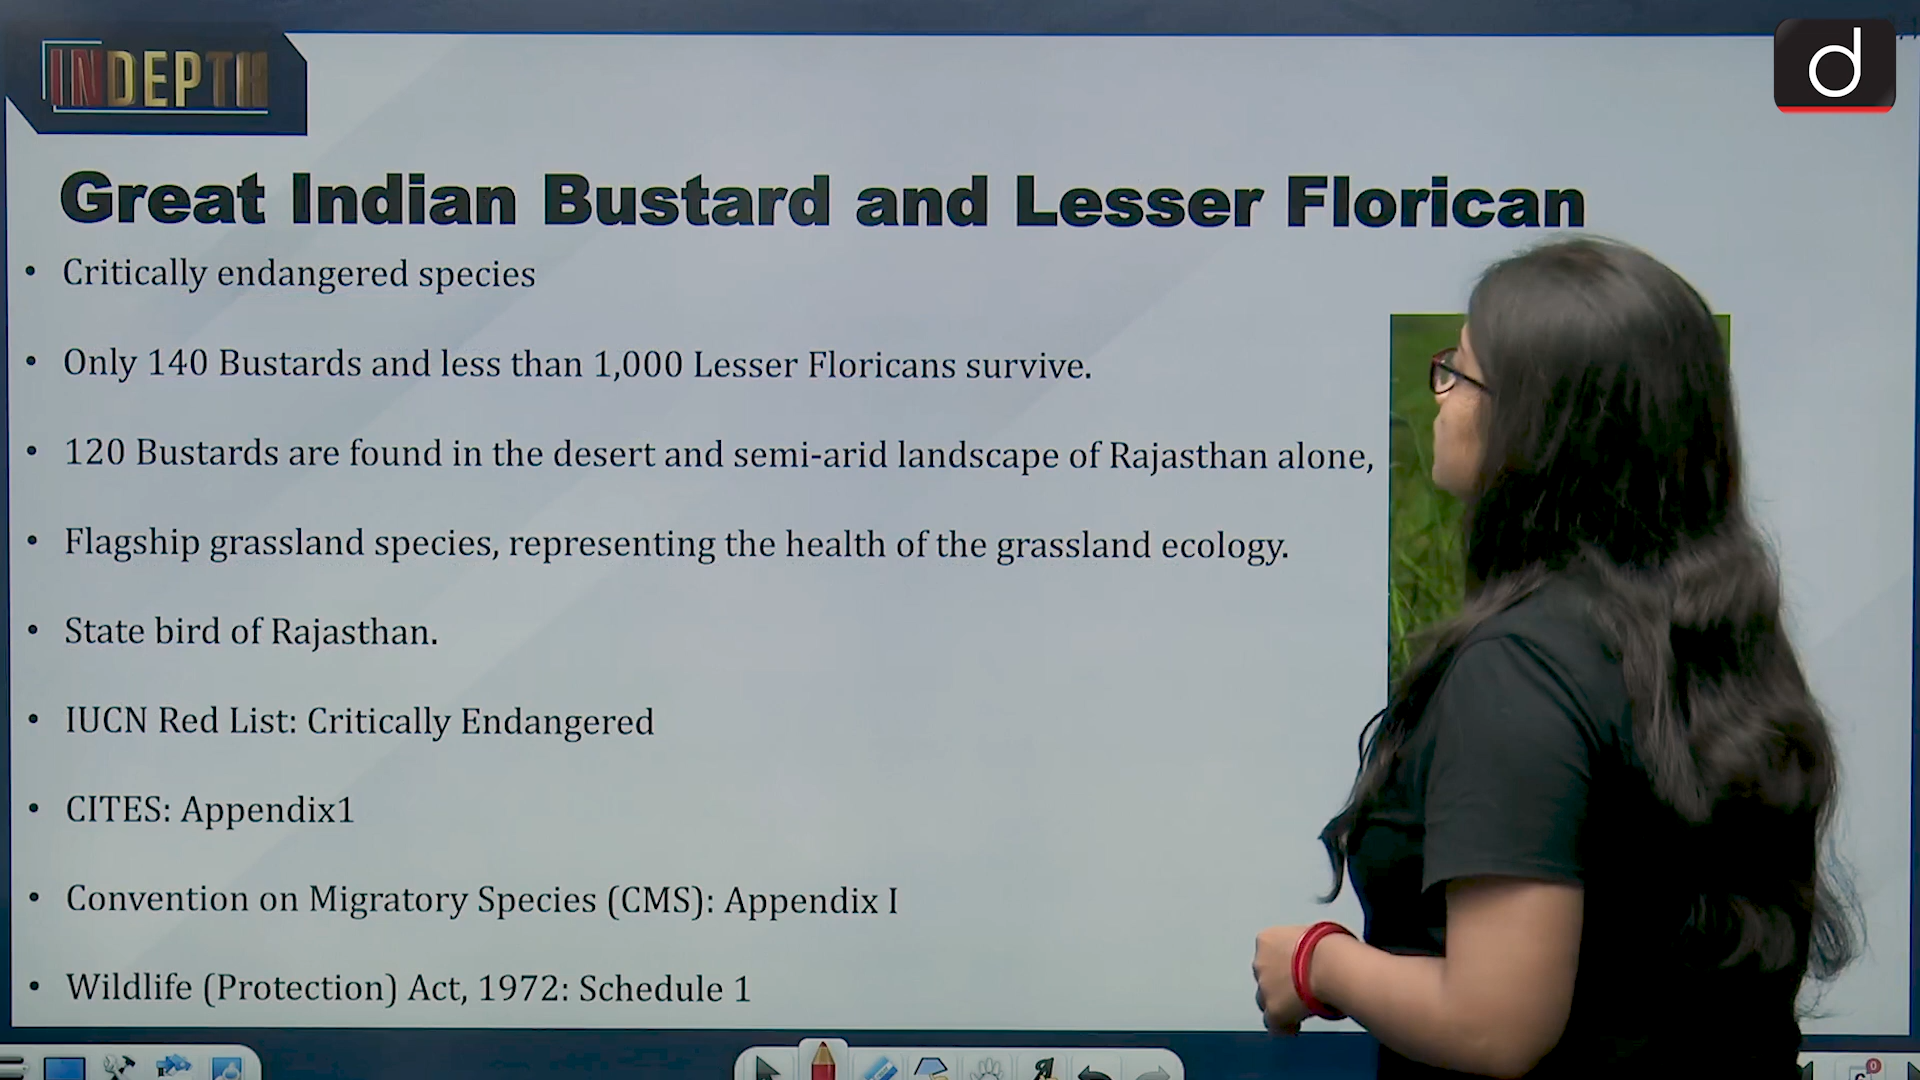 INDEPTH
d
Great Indian Bustard and Lesser Florican
• Critically endangered species
• Only 140 Bustards and less than 1,000 Lesser Floricans survive.
• 120 Bustards are found in the desert and semi-arid landscape of Rajasthan alone,
• Flagship grassland species, representing the health of the grassland ecology.
• State bird of Rajasthan.
• IUCN Red List: Critically Endangered
• CITES: Appendix1
• Convention on Migratory Species (CMS): Appendix I
• Wildlife (Protection) Act, 1972: Schedule 1
0